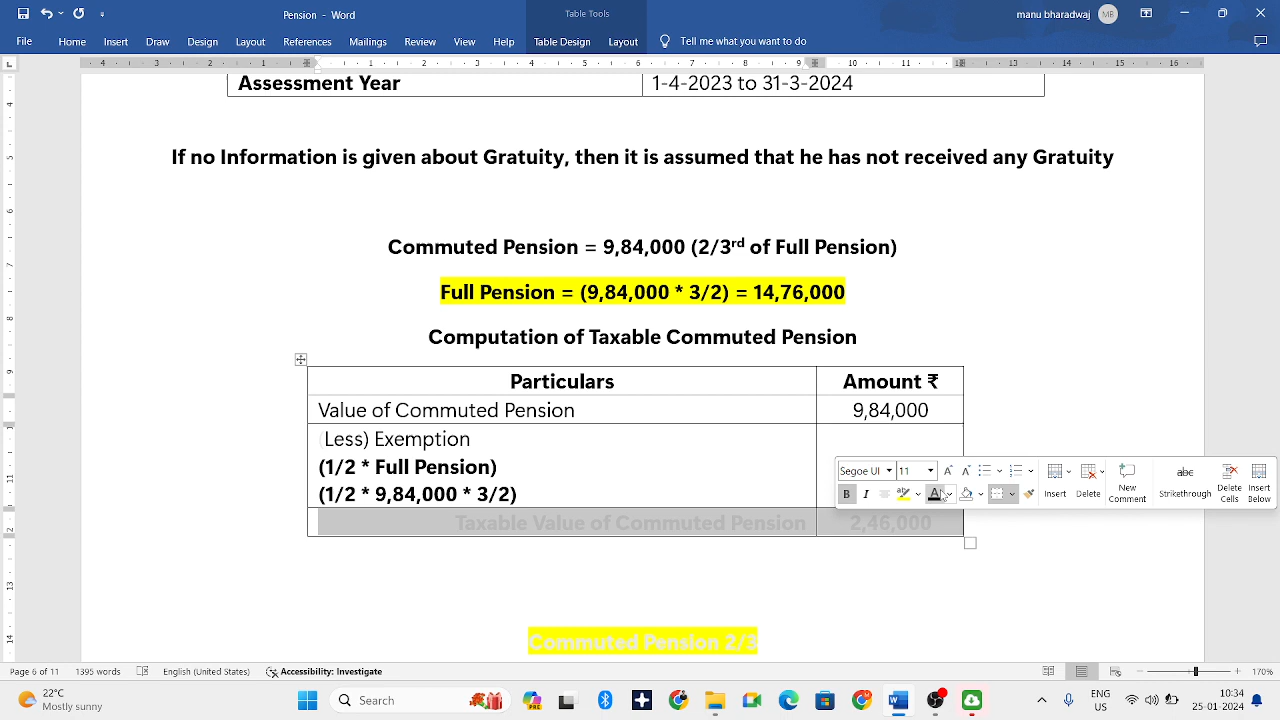 Table Tools
manu gowda
File Home Insert Draw Design Layout References Mailings Review View Help Table Design Layout Tell me what you want to do
Assessment Year 1-4-2023 to 31-3-2024
If no Information is given about Gratuity, then it is assumed that he has not received any Gratuity
Commuted Pension = 9,84,000 (2/3rd of Full Pension)
Full Pension = (9,84,000 * 3/2) = 14,76,000
Computation of Taxable Commuted Pension
Particulars Amount ₹
Value of Commuted Pension 9,84,000
(Less) Exemption
(1/2 * Full Pension)
(1/2 * 9,84,000 * 3/2)
Segoe UI 11
Insert Delete New Comment Strikethrough Delete Cells Insert Below
Taxable Value of Commuted Pension 2,46,000
Commuted Pension 2/3
Page 6 of 11 1395 words English (United States) Accessibility: Investigate 170%
22°C
Mostly sunny
Search
ENG
US
10:34
25-01-2024